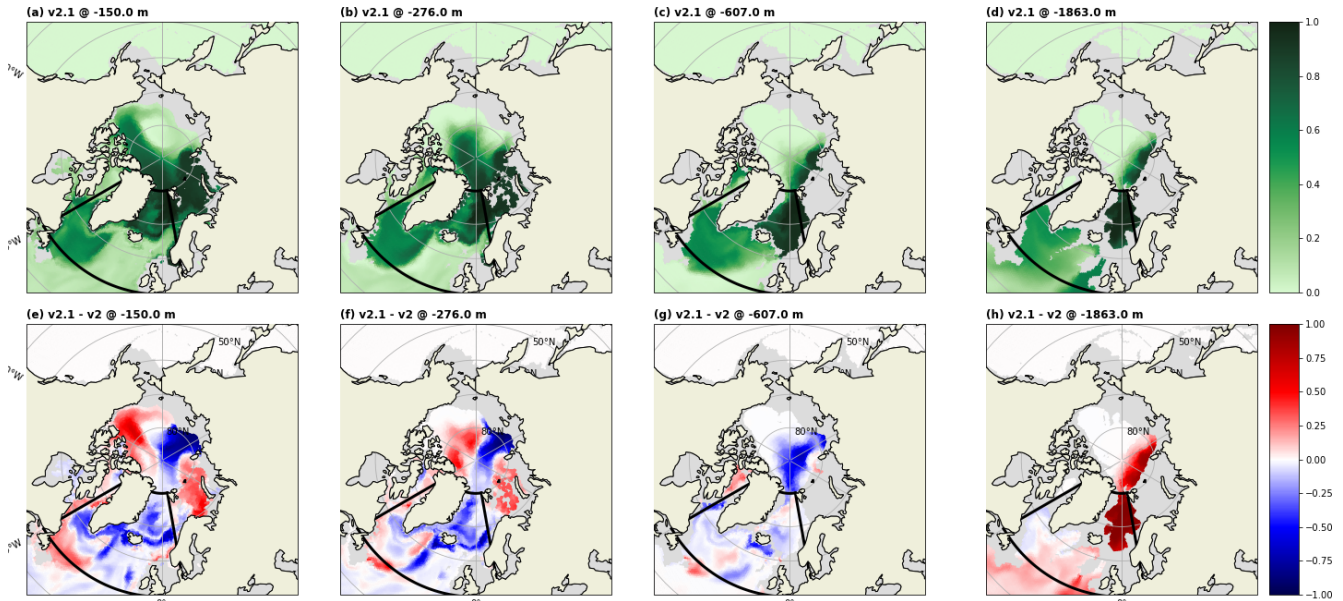 (a) v2.1 @ -150.0 m
(b) v2.1 @ -276.0 m
(c) v2.1 @ -607.0 m
(d) v2.1 @ -1863.0 m
1.0
0.8
0.6
0.4
0.2
0.0
(e) v2.1 - v2 @ -150.0 m
(f) v2.1 - v2 @ -276.0 m
(g) v2.1 - v2 @ -607.0 m
(h) v2.1 - v2 @ -1863.0 m
50°N
50°N
50°N
50°N
80°N
80°N
1.00
0.75
0.50
0.25
0.00
−0.25
−0.50
−0.75
−1.00